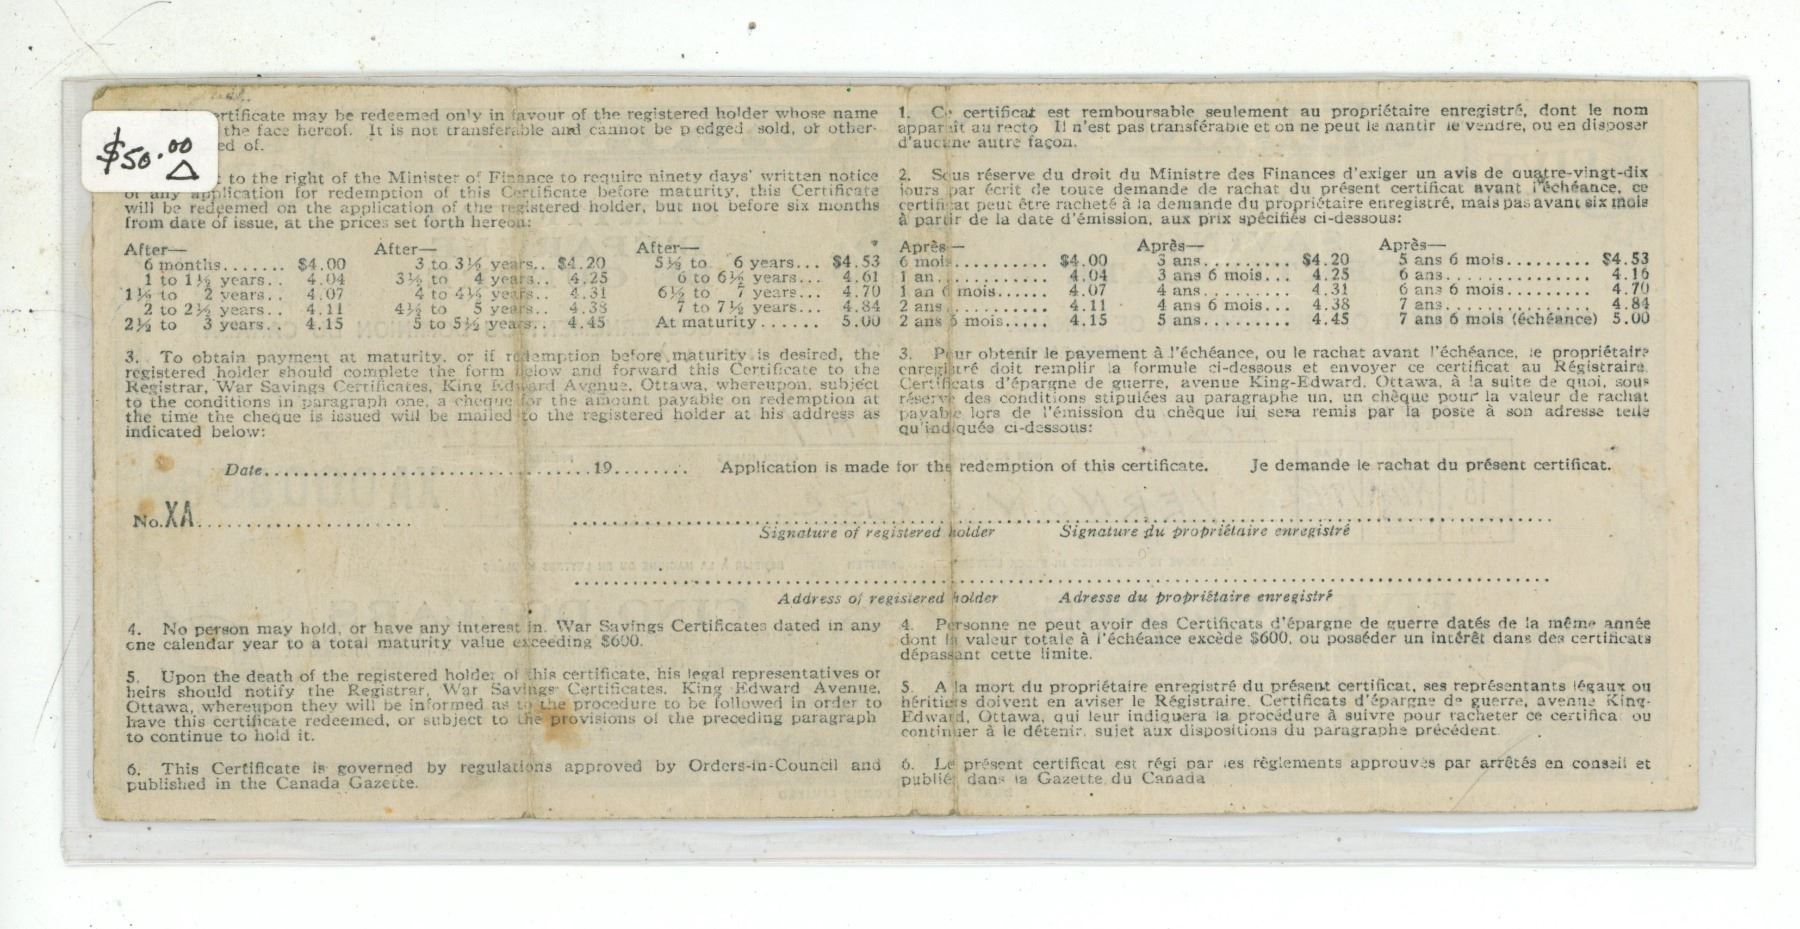 $50.00
certificate may be redeemed only in favour of the registered holder whose name
the face hereof. It is not transferable and cannot be pledged sold, or other-
ed of.
to the right of the Minister of Finance to require ninety days' written notice
of any application for redemption of this Certificate before maturity, this Certificate
will be redeemed on the application of the registered holder, but not before six months
from date of issue, at the prices set forth hereon:
After— After— After—
6 months....... $4.00 3 to 3½ years.. $4.20 5½ to 6 years... $4.53
1 to 1½ years.. 4.04 3½ to 4 years.. 4.25 6 to 6½ years... 4.61
1½ to 2 years.. 4.07 4 to 4½ years.. 4.31 6½ to 7 years... 4.70
2 to 2½ years.. 4.11 4½ to 5 years.. 4.38 7 to 7½ years... 4.84
2½ to 3 years.. 4.15 5 to 5½ years.. 4.45 At maturity...... 5.00
3. To obtain payment at maturity, or if redemption before maturity is desired, the
registered holder should complete the form below and forward this Certificate to the
Registrar, War Savings Certificates, King Edward Avenue, Ottawa, whereupon, subject
to the conditions in paragraph one, a cheque for the amount payable on redemption at
the time the cheque is issued will be mailed to the registered holder at his address as
indicated below:
1. Ce certificat est remboursable seulement au propriétaire enregistré, dont le nom
apparaît au recto Il n'est pas transférable et on ne peut le nantir le vendre, ou en disposer
d'aucune autre façon.
2. Sous réserve du droit du Ministre des Finances d'exiger un avis de quatre-vingt-dix
jours par écrit de toute demande de rachat du présent certificat avant l'échéance, ce
certificat peut être racheté à la demande du propriétaire enregistré, mais pas avant six mois
à partir de la date d'émission, aux prix spécifiés ci-dessous:
Après— Après— Après—
6 mois............ $4.00 3 ans.......... $4.20 5 ans 6 mois......... $4.53
1 an.............. 4.04 3 ans 6 mois... 4.25 6 ans................ 4.16
1 an 6 mois...... 4.07 4 ans.......... 4.31 6 ans 6 mois......... 4.70
2 ans............. 4.11 4 ans 6 mois... 4.38 7 ans................ 4.84
2 ans 6 mois..... 4.15 5 ans.......... 4.45 7 ans 6 mois (échéance) 5.00
3. Pour obtenir le payement à l'échéance, ou le rachat avant l'échéance, le propriétaire
enregistré doit remplir la formule ci-dessous et envoyer ce certificat au Régistraire.
Certificats d'épargne de guerre, avenue King-Edward, Ottawa, à la suite de quoi, sous
réserve des conditions stipulées au paragraphe un, un chèque pour la valeur de rachat
payable lors de l'émission du chèque lui sera remis par la poste à son adresse telle
qu'indiquée ci-dessous:
Date.................................19........ Application is made for the redemption of this certificate. Je demande le rachat du présent certificat.
No. XA......................
Signature of registered holder Signature du propriétaire enregistré
Address of registered holder Adresse du propriétaire enregistré
4. No person may hold, or have any interest in, War Savings Certificates dated in any
one calendar year to a total maturity value exceeding $600.
5. Upon the death of the registered holder of this certificate, his legal representatives or
heirs should notify the Registrar, War Savings Certificates, King Edward Avenue,
Ottawa, whereupon they will be informed as to the procedure to be followed in order to
have this certificate redeemed, or subject to the provisions of the preceding paragraph
to continue to hold it.
6. This Certificate is governed by regulations approved by Orders-in-Council and
published in the Canada Gazette.
4. Personne ne peut avoir des Certificats d'épargne de guerre datés de la même année
dont la valeur totale à l'échéance excède $600, ou posséder un intérêt dans des certificats
dépassant cette limite.
5. A la mort du propriétaire enregistré du présent certificat, ses représentants légaux ou
héritiers doivent en aviser le Régistraire, Certificats d'épargne de guerre, avenue King-
Edward, Ottawa, qui leur indiquera la procédure à suivre pour racheter ce certificat ou
continuer à le détenir, sujet aux dispositions du paragraphe précédent.
6. Le présent certificat est régi par les règlements approuvés par arrêtés en conseil et
publiés dans la Gazette du Canada